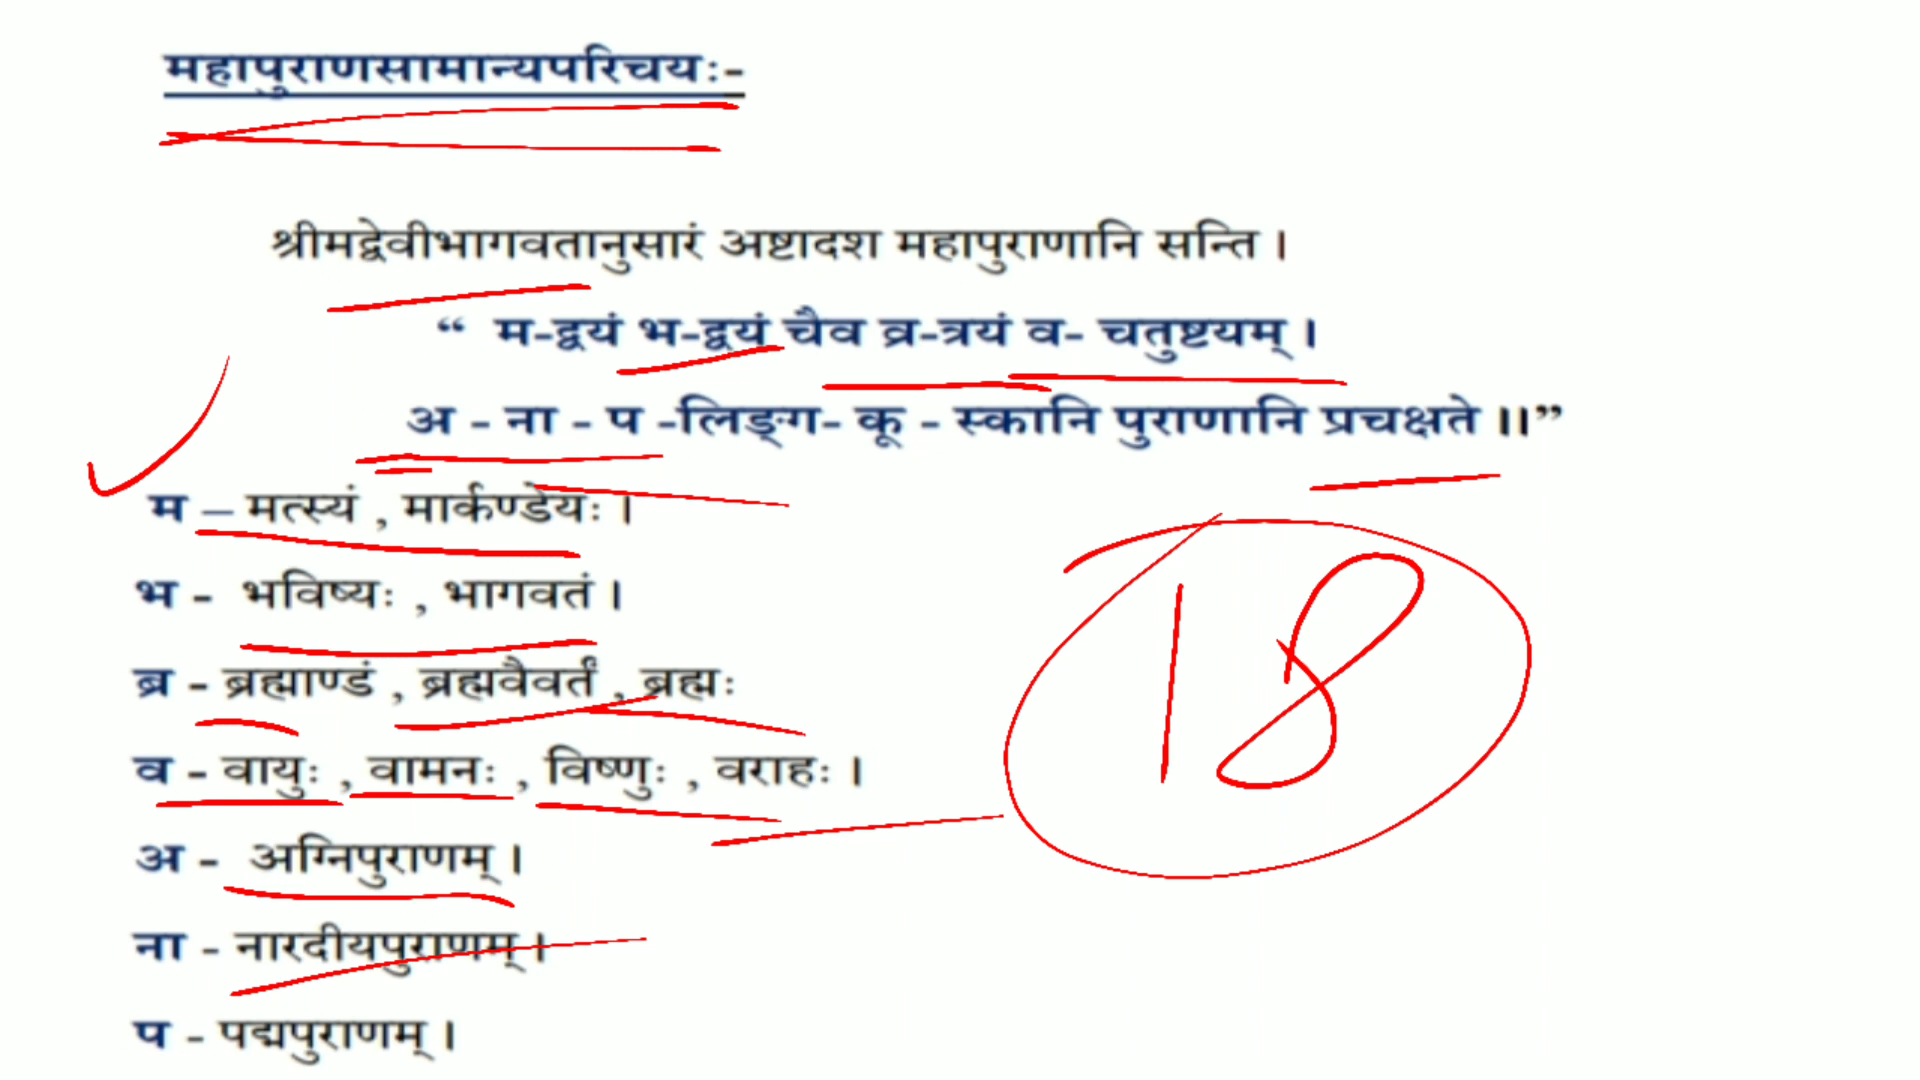 महापुराणसामान्यपरिचयः:-
श्रीमद्देवीभागवतानुसारं अष्टादश महापुराणानि सन्ति ।
“ म-द्वयं भ-द्वयं चैव व्र-त्रयं व- चतुष्टयम् ।
अ - ना - प -लिङ्ग- कू - स्कानि पुराणानि प्रचक्षते ।।”
म – मत्स्यं , मार्कण्डेयः ।
भ - भविष्यः , भागवतं ।
ब्र - ब्रह्माण्डं , ब्रह्मवैवर्तं , ब्रह्मः
व - वायुः , वामनः , विष्णुः , वराहः ।
18
अ - अग्निपुराणम् ।
ना - नारदीयपुराणम् ।
प - पद्मपुराणम् ।